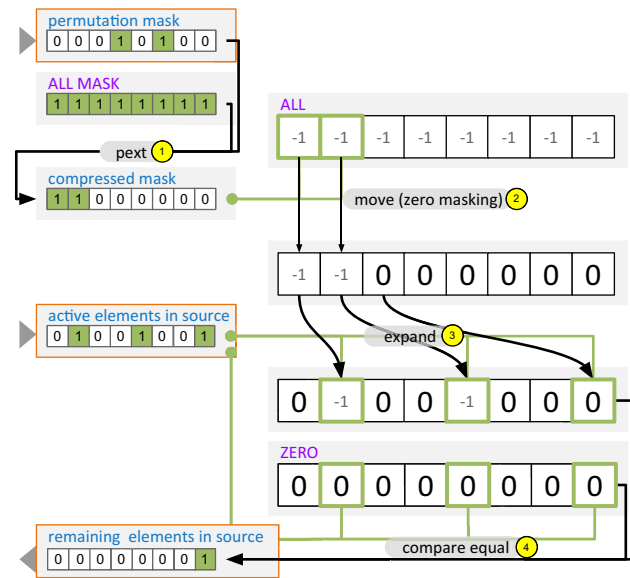 permutation mask
0 0 0 1 0 1 0 0
ALL MASK
1 1 1 1 1 1 1 1
ALL
-1 -1 -1 -1 -1 -1 -1 -1
pext 1
compressed mask
1 1 0 0 0 0 0 0
move (zero masking) 2
-1 -1 0 0 0 0 0 0
active elements in source
0 1 0 0 1 0 0 1
expand 3
0 -1 0 0 -1 0 0 0
ZERO
0 0 0 0 0 0 0 0
remaining elements in source
0 0 0 0 0 0 0 1
compare equal 4